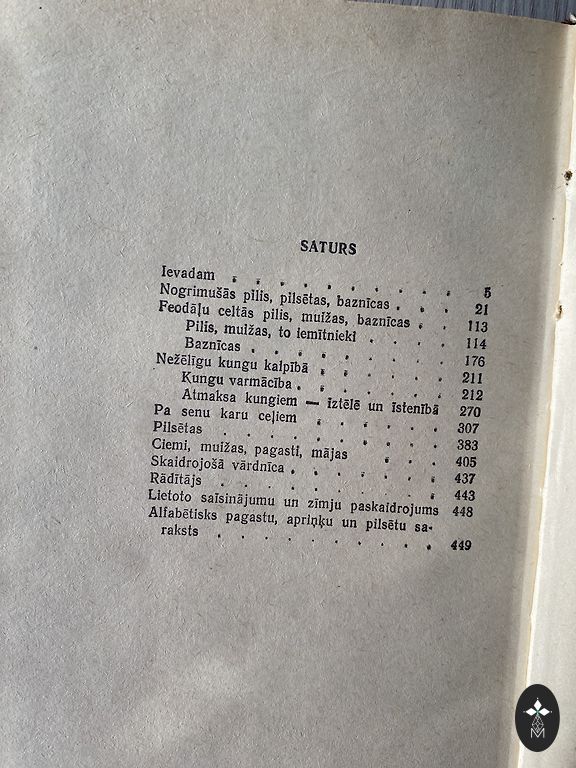 SATURS
Ievadam . . . . . . . . . 5
Nogrimušās pilis, pilsētas, baznīcas . . . 21
Feodāļu celtās pilis, muižas, baznīcas . . 113
Pilis, muižas, to iemītnieki . . . . 114
Baznīcas . . . . . . . . 176
Nežēlīgu kungu kalpībā . . . . . 211
Kungu varmācība . . . . . . 212
Atmaksa kungiem — iztēlē un īstenībā 270
Pa senu karu ceļiem . . . . . 307
Pilsētas . . . . . . . . . 383
Ciemi, muižas, pagasti, mājas . . . 405
Skaidrojošā vārdnīca . . . . . . 437
Rādītājs . . . . . . . . . 443
Lietoto saīsinājumu un zīmju paskaidrojums 448
Alfabētisks pagastu, apriņķu un pilsētu sa-
raksts . . . . . . . . . 449
M